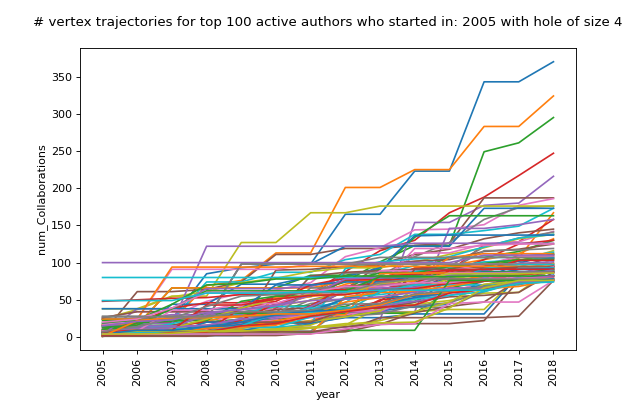 # vertex trajectories for top 100 active authors who started in: 2005 with hole of size 4
num_Collaborations
350
300
250
200
150
100
50
0
2005 2006 2007 2008 2009 2010 2011 2012 2013 2014 2015 2016 2017 2018
year